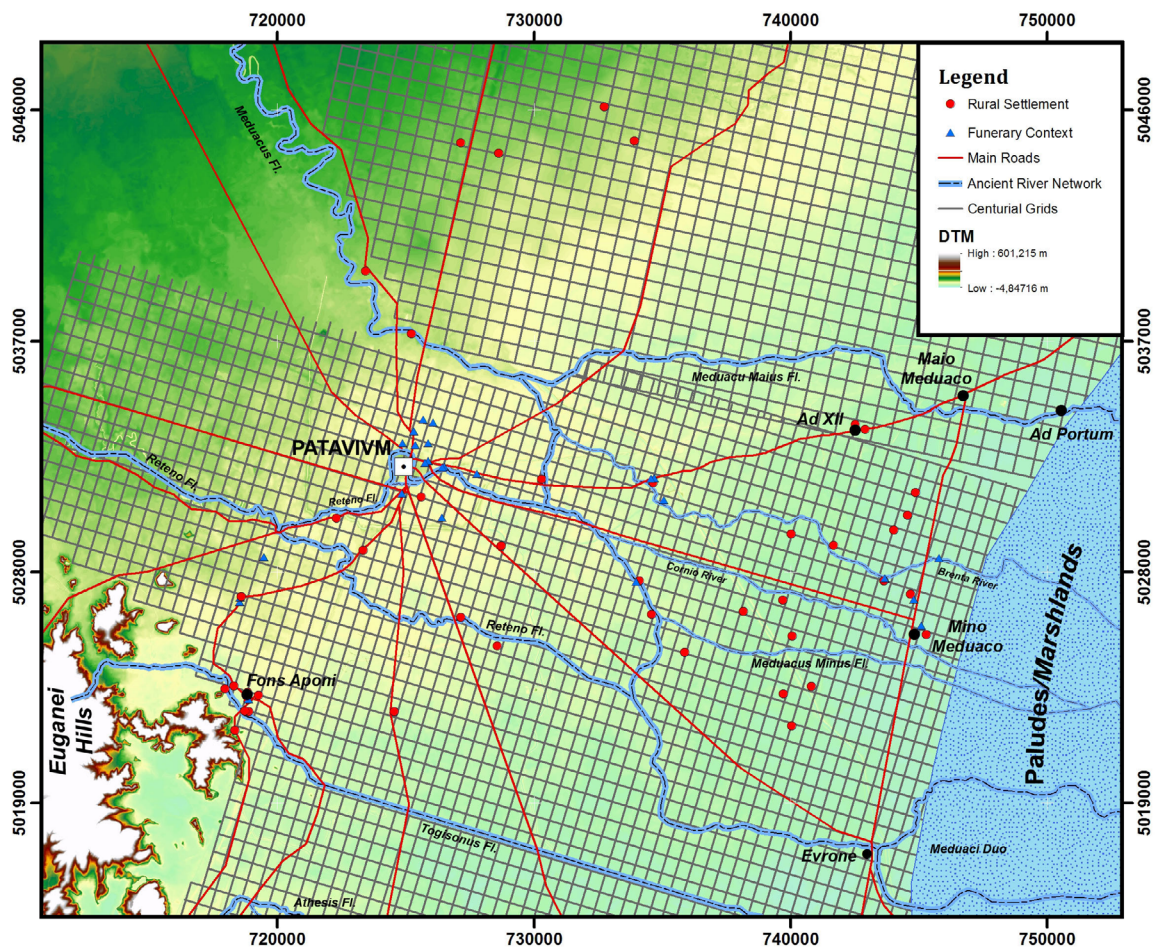 720000
730000
740000
750000
5046000
5046000
Legend
Rural Settlement
Funerary Context
Main Roads
Ancient River Network
Centurial Grids
DTM
High : 601,215 m
Low : -4,84716 m
Meduacus Fl.
5037000
5037000
Maio
Meduaco
Meduacu Maius Fl.
Ad XII
Ad Portum
PATAVIVM
Reteno Fl.
Reteno Fl.
5028000
5028000
Cornio River
Brenta River
Reteno Fl.
Mino
Meduaco
Meduacus Minus Fl.
Fons Aponi
Euganei
Hills
Paludes/Marshlands
5019000
5019000
Togisonus Fl.
Evrone
Meduaci Duo
Athesis Fl.
720000
730000
740000
750000